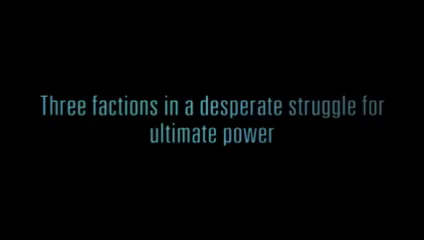 Three factions in a desperate struggle for
ultimate power